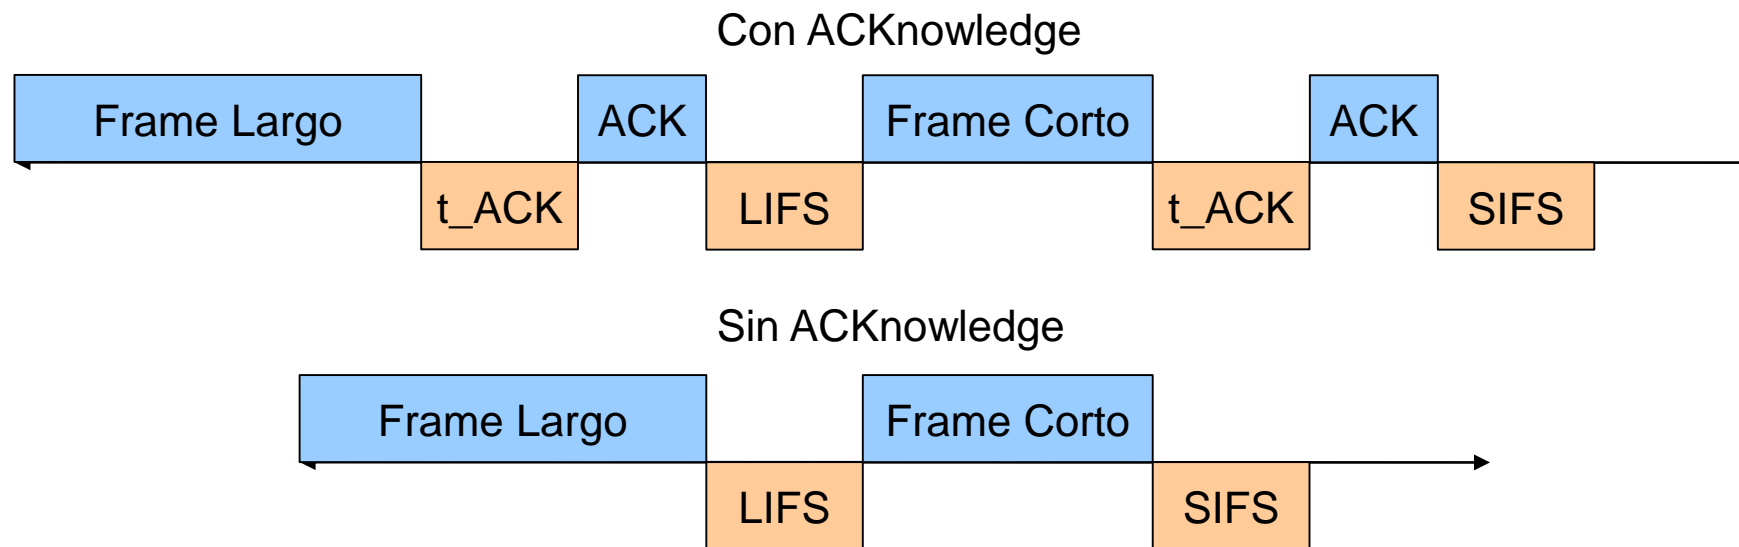 Con ACKnowledge
Frame Largo ACK Frame Corto ACK
t_ACK LIFS t_ACK SIFS
Sin ACKnowledge
Frame Largo Frame Corto
LIFS SIFS